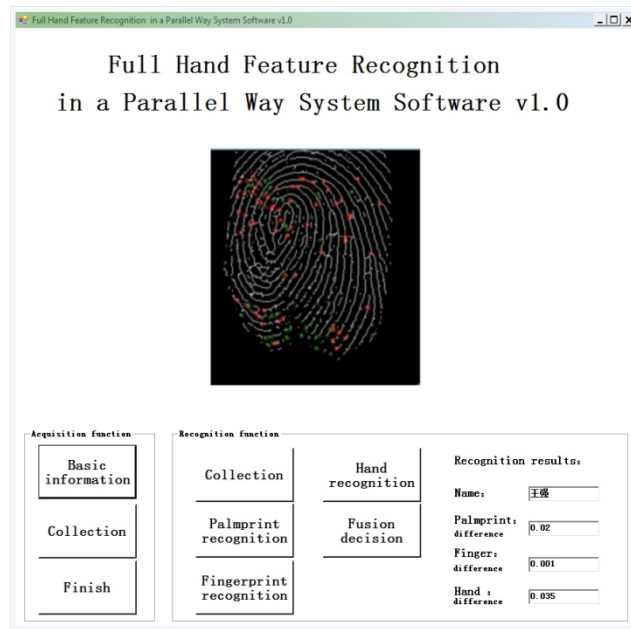 Full Hand Feature Recognition in a Parallel Way System Software v1.0
Full Hand Feature Recognition
in a Parallel Way System Software v1.0
Acquisition function
Basic
information
Collection
Finish
Recognition function
Collection
Hand
recognition
Palmprint
recognition
Fusion
decision
Fingerprint
recognition
Recognition results:
Name: 王强
Palmprint:
difference 0.02
Finger:
difference 0.001
Hand :
difference 0.035